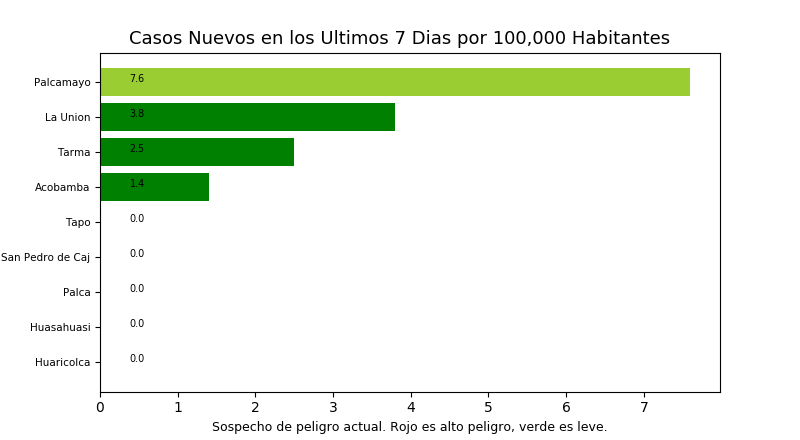 Casos Nuevos en los Ultimos 7 Dias por 100,000 Habitantes
Palcamayo 7.6
La Union 3.8
Tarma 2.5
Acobamba 1.4
Tapo 0.0
San Pedro de Caj 0.0
Palca 0.0
Huasahuasi 0.0
Huaricolca 0.0
0 1 2 3 4 5 6 7
Sospecho de peligro actual. Rojo es alto peligro, verde es leve.